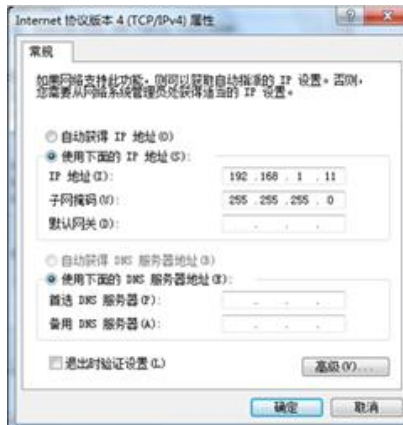 Internet 协议版本 4 (TCP/IPv4) 属性
常规
如果网络支持此功能，则可以获取自动指派的 IP 设置。否则，
您需要从网络系统管理员处获得适当的 IP 设置。
自动获得 IP 地址(O)
使用下面的 IP 地址(S):
IP 地址(I): 192 .168 . 1 . 11
子网掩码(U): 255 .255 .255 . 0
默认网关(D): . . .
自动获得 DNS 服务器地址(B)
使用下面的 DNS 服务器地址(E):
首选 DNS 服务器(P): . . .
备用 DNS 服务器(A): . . .
退出时验证设置(L)
高级(V)...
确定 取消